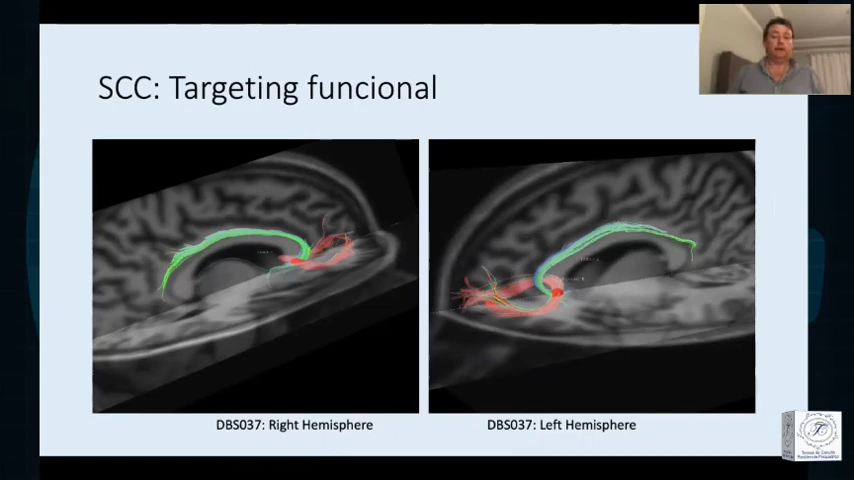 SCC: Targeting funcional
DBS037: Right Hemisphere
DBS037: Left Hemisphere